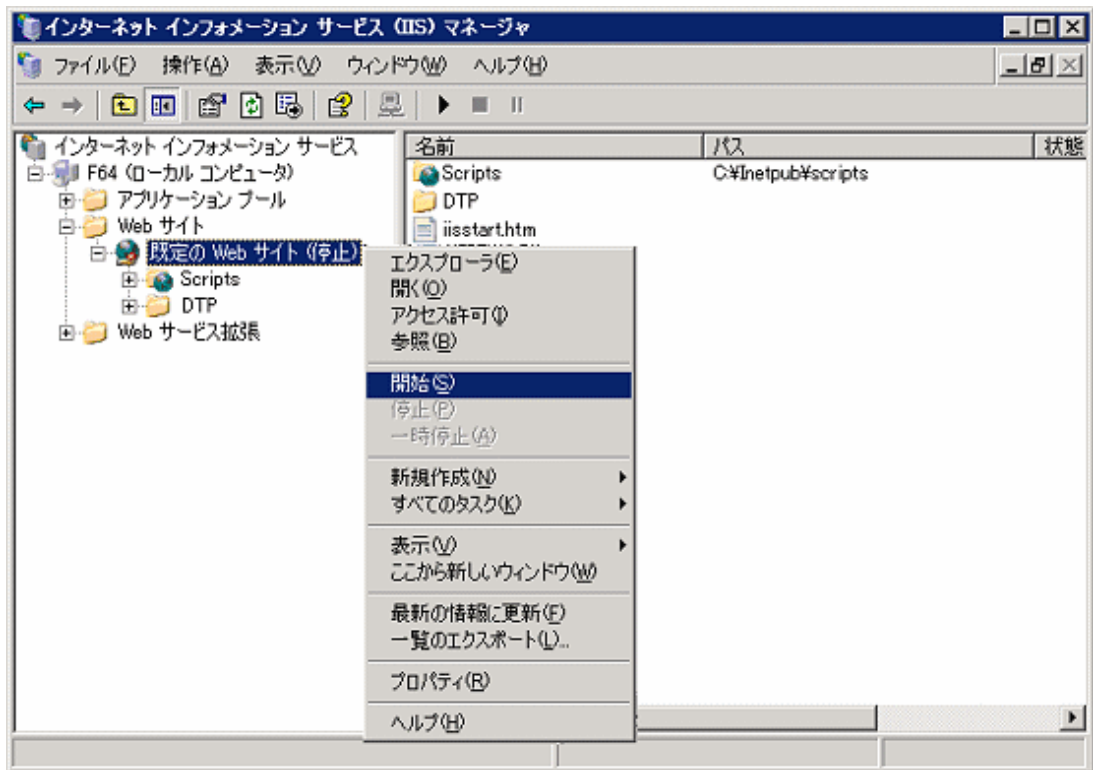 インターネット インフォメーション サービス (IIS) マネージャ
ファイル(F) 操作(A) 表示(V) ウィンドウ(W) ヘルプ(H)
インターネット インフォメーション サービス
F64 (ローカル コンピュータ)
アプリケーション プール
Web サイト
既定の Web サイト (停止)
Scripts
DTP
Web サービス拡張
名前 パス 状態
Scripts C:¥Inetpub¥scripts
DTP
iisstart.htm
エクスプローラ(E)
開く(O)
アクセス許可(I)
参照(B)
開始(S)
停止(P)
一時停止(A)
新規作成(N)
すべてのタスク(K)
表示(V)
ここから新しいウィンドウ(W)
最新の情報に更新(F)
一覧のエクスポート(L)...
プロパティ(R)
ヘルプ(H)